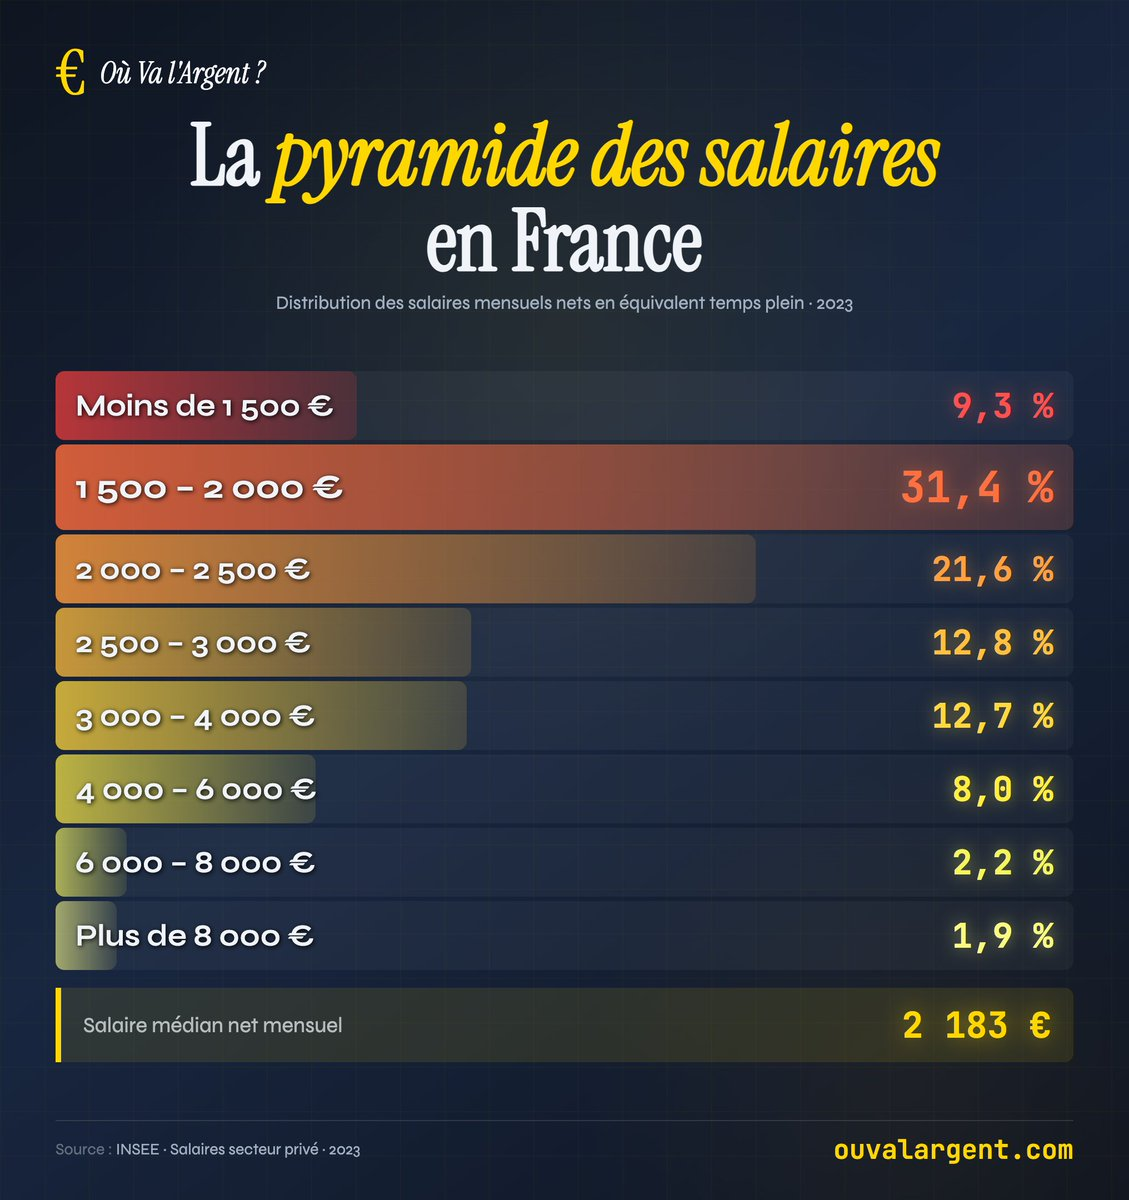 € Où Va l'Argent ?
La pyramide des salaires
en France
Distribution des salaires mensuels nets en équivalent temps plein · 2023
Moins de 1 500 € 9,3 %
1 500 – 2 000 € 31,4 %
2 000 – 2 500 € 21,6 %
2 500 – 3 000 € 12,8 %
3 000 – 4 000 € 12,7 %
4 000 – 6 000 € 8,0 %
6 000 – 8 000 € 2,2 %
Plus de 8 000 € 1,9 %
Salaire médian net mensuel 2 183 €
Source : INSEE · Salaires secteur privé · 2023 ouvalargent.com